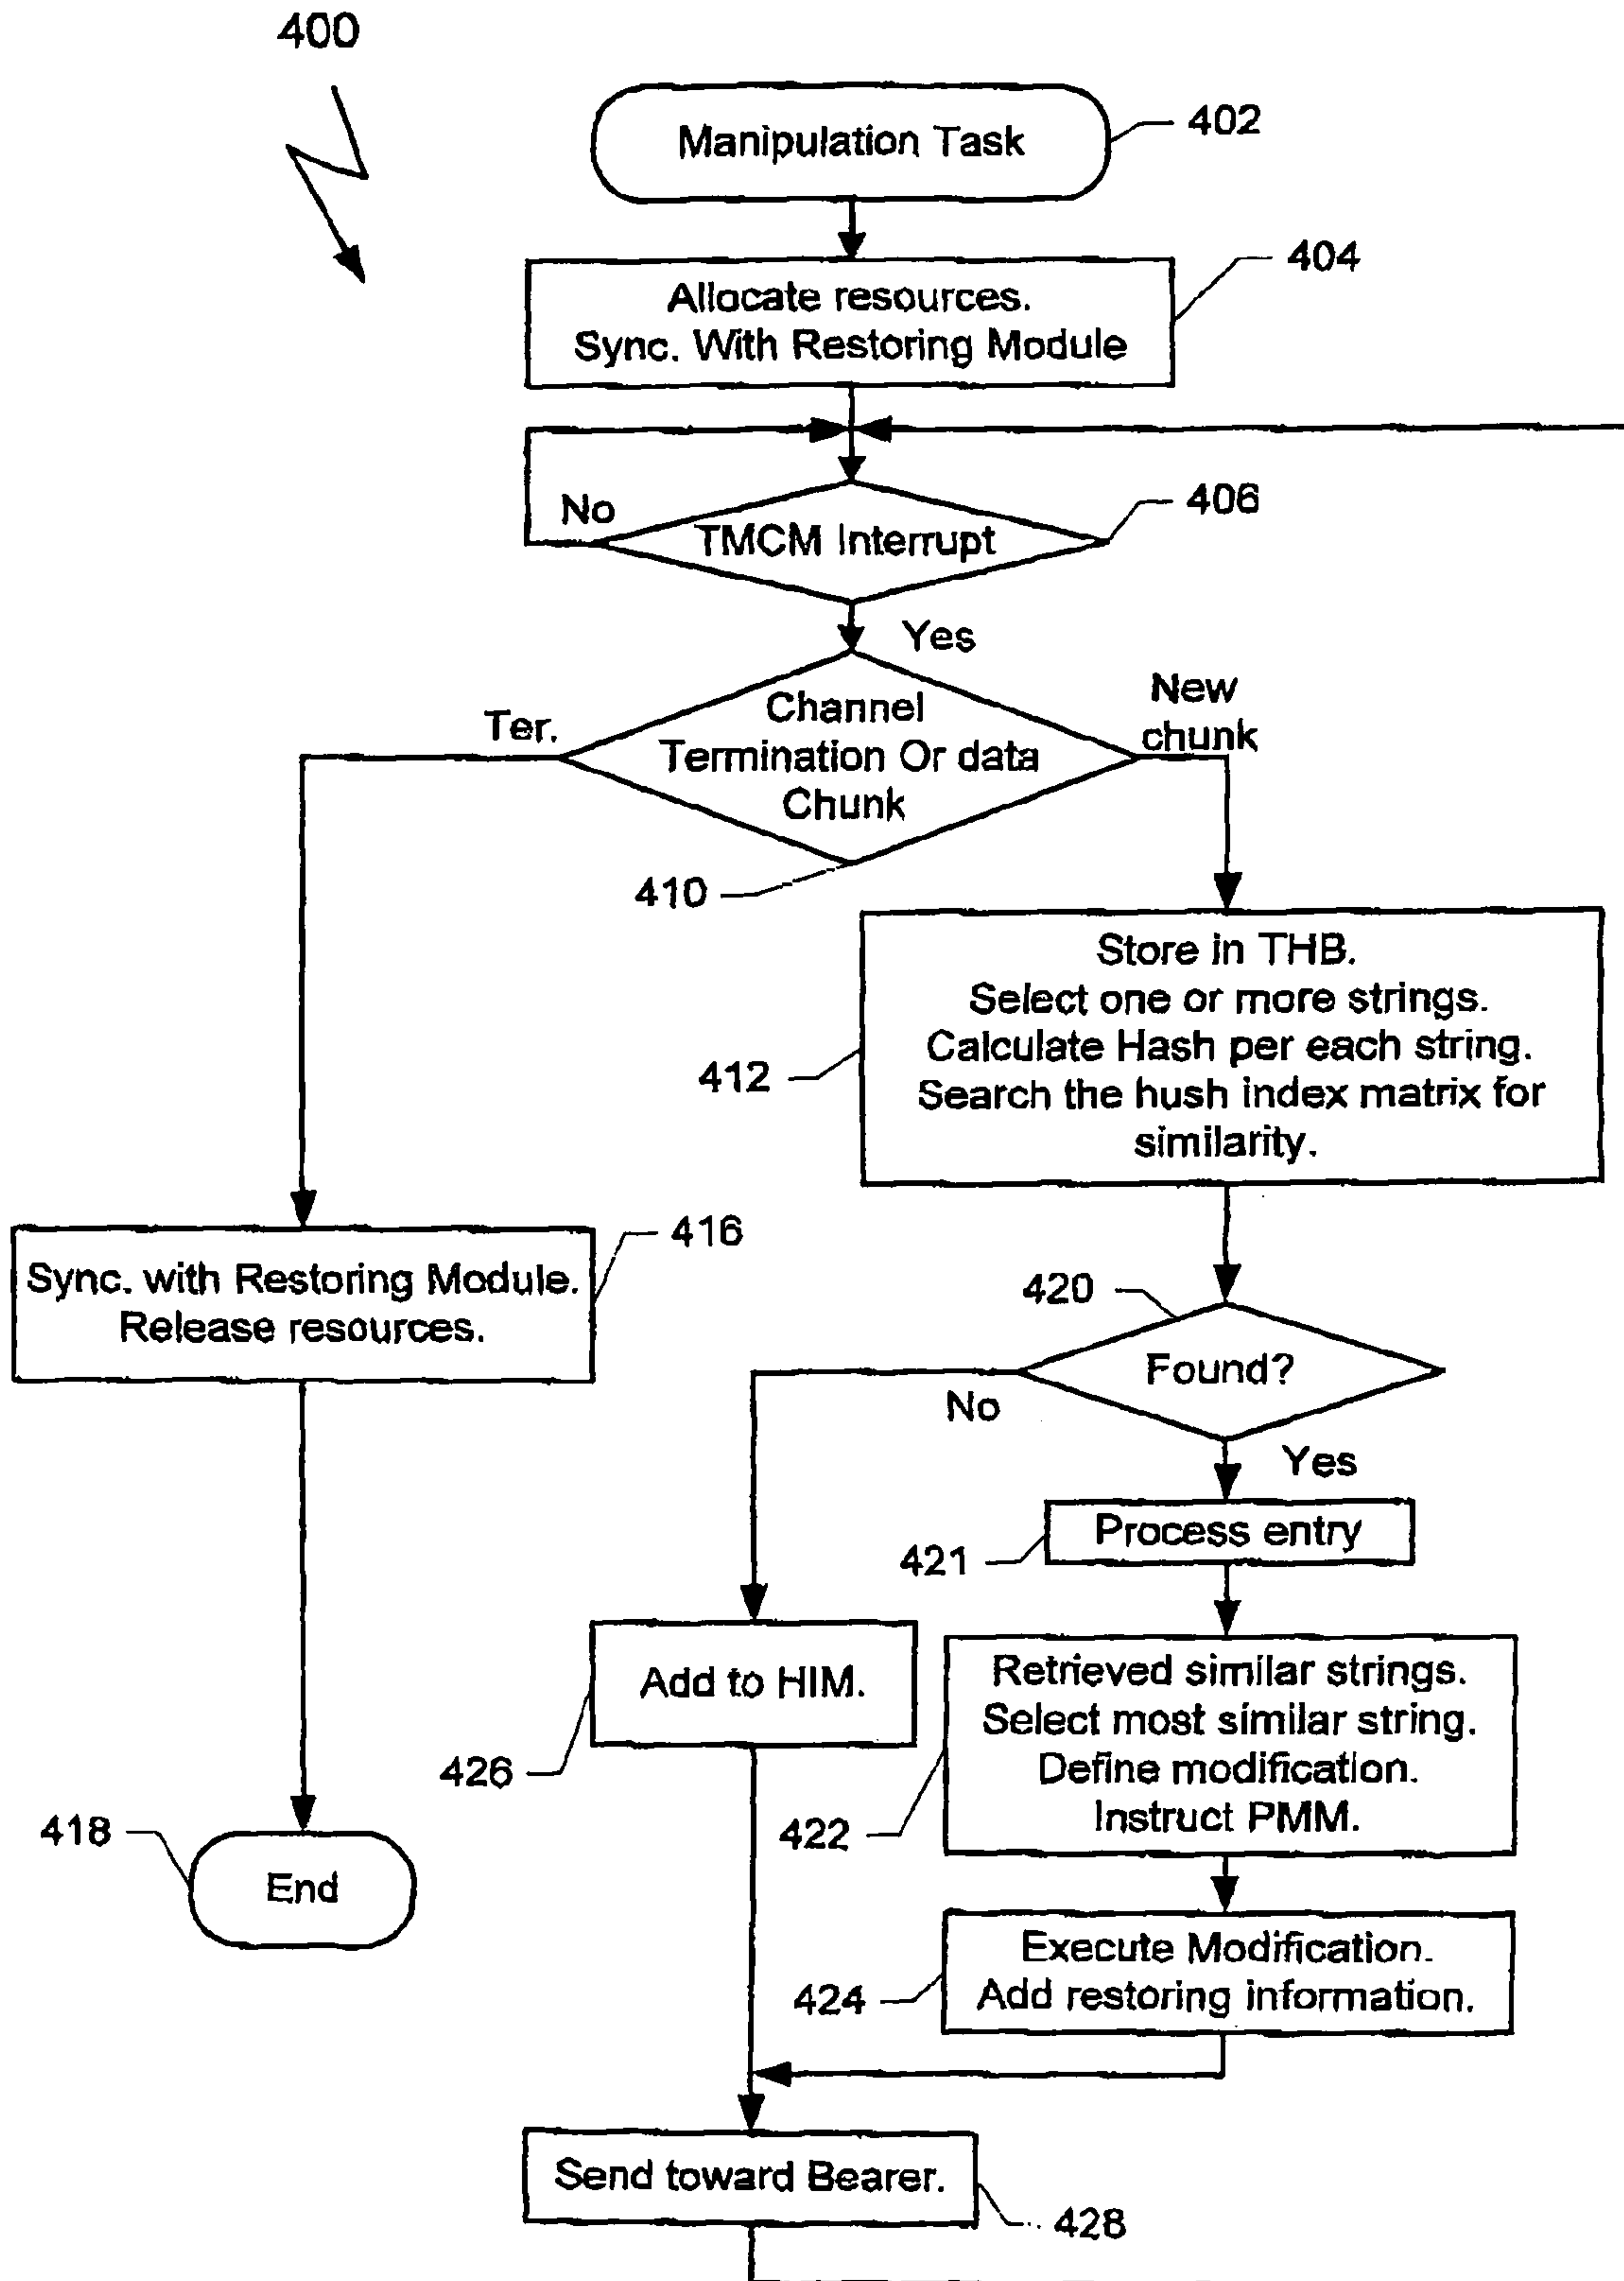 400
Manipulation Task
402
Allocate resources.
Sync. With Restoring Module
404
No
TMCM Interrupt
406
Yes
Channel
Termination Or data
Chunk
Ter.
New
chunk
410
Store in THB.
Select one or more strings.
Calculate Hash per each string.
Search the hush index matrix for
similarity.
412
Sync. with Restoring Module.
Release resources.
416
420
Found?
No
Yes
Process entry
421
Add to HIM.
426
Retrieved similar strings.
Select most similar string.
Define modification.
Instruct PMM.
422
418
End
Execute Modification.
Add restoring information.
424
Send toward Bearer.
428